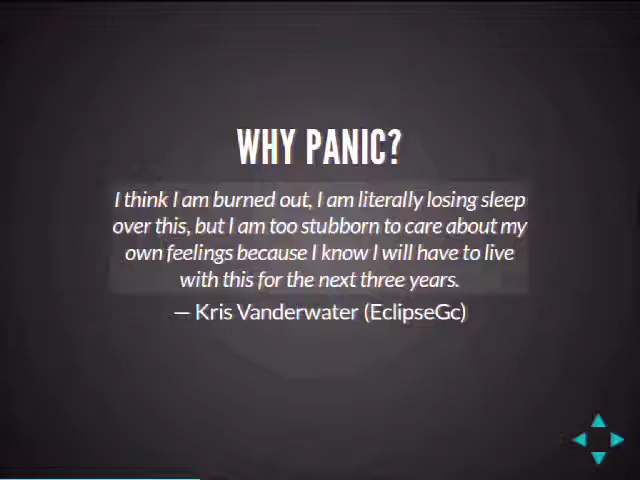 WHY PANIC?
I think I am burned out, I am literally losing sleep
over this, but I am too stubborn to care about my
own feelings because I know I will have to live
with this for the next three years.
— Kris Vanderwater (EclipseGc)